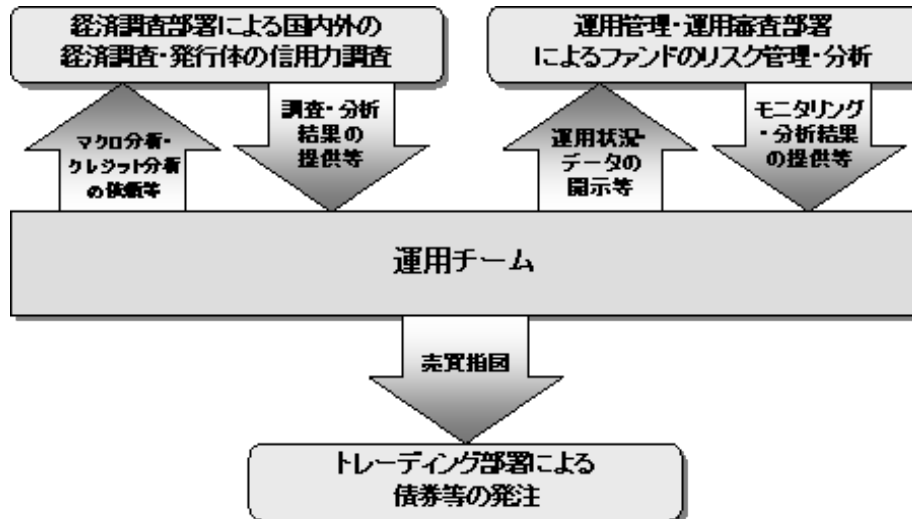 経済調査部署による国内外の
経済調査・発行体の信用力調査
運用管理・運用審査部署
によるファンドのリスク管理・分析
マクロ分析・
クレジット分析
の依頼等
調査・分析
結果の
提供等
運用状況・
データの
開示等
モニタリング
・分析結果
の提供等
運用チーム
売買指図
トレーディング部署による
債券等の発注